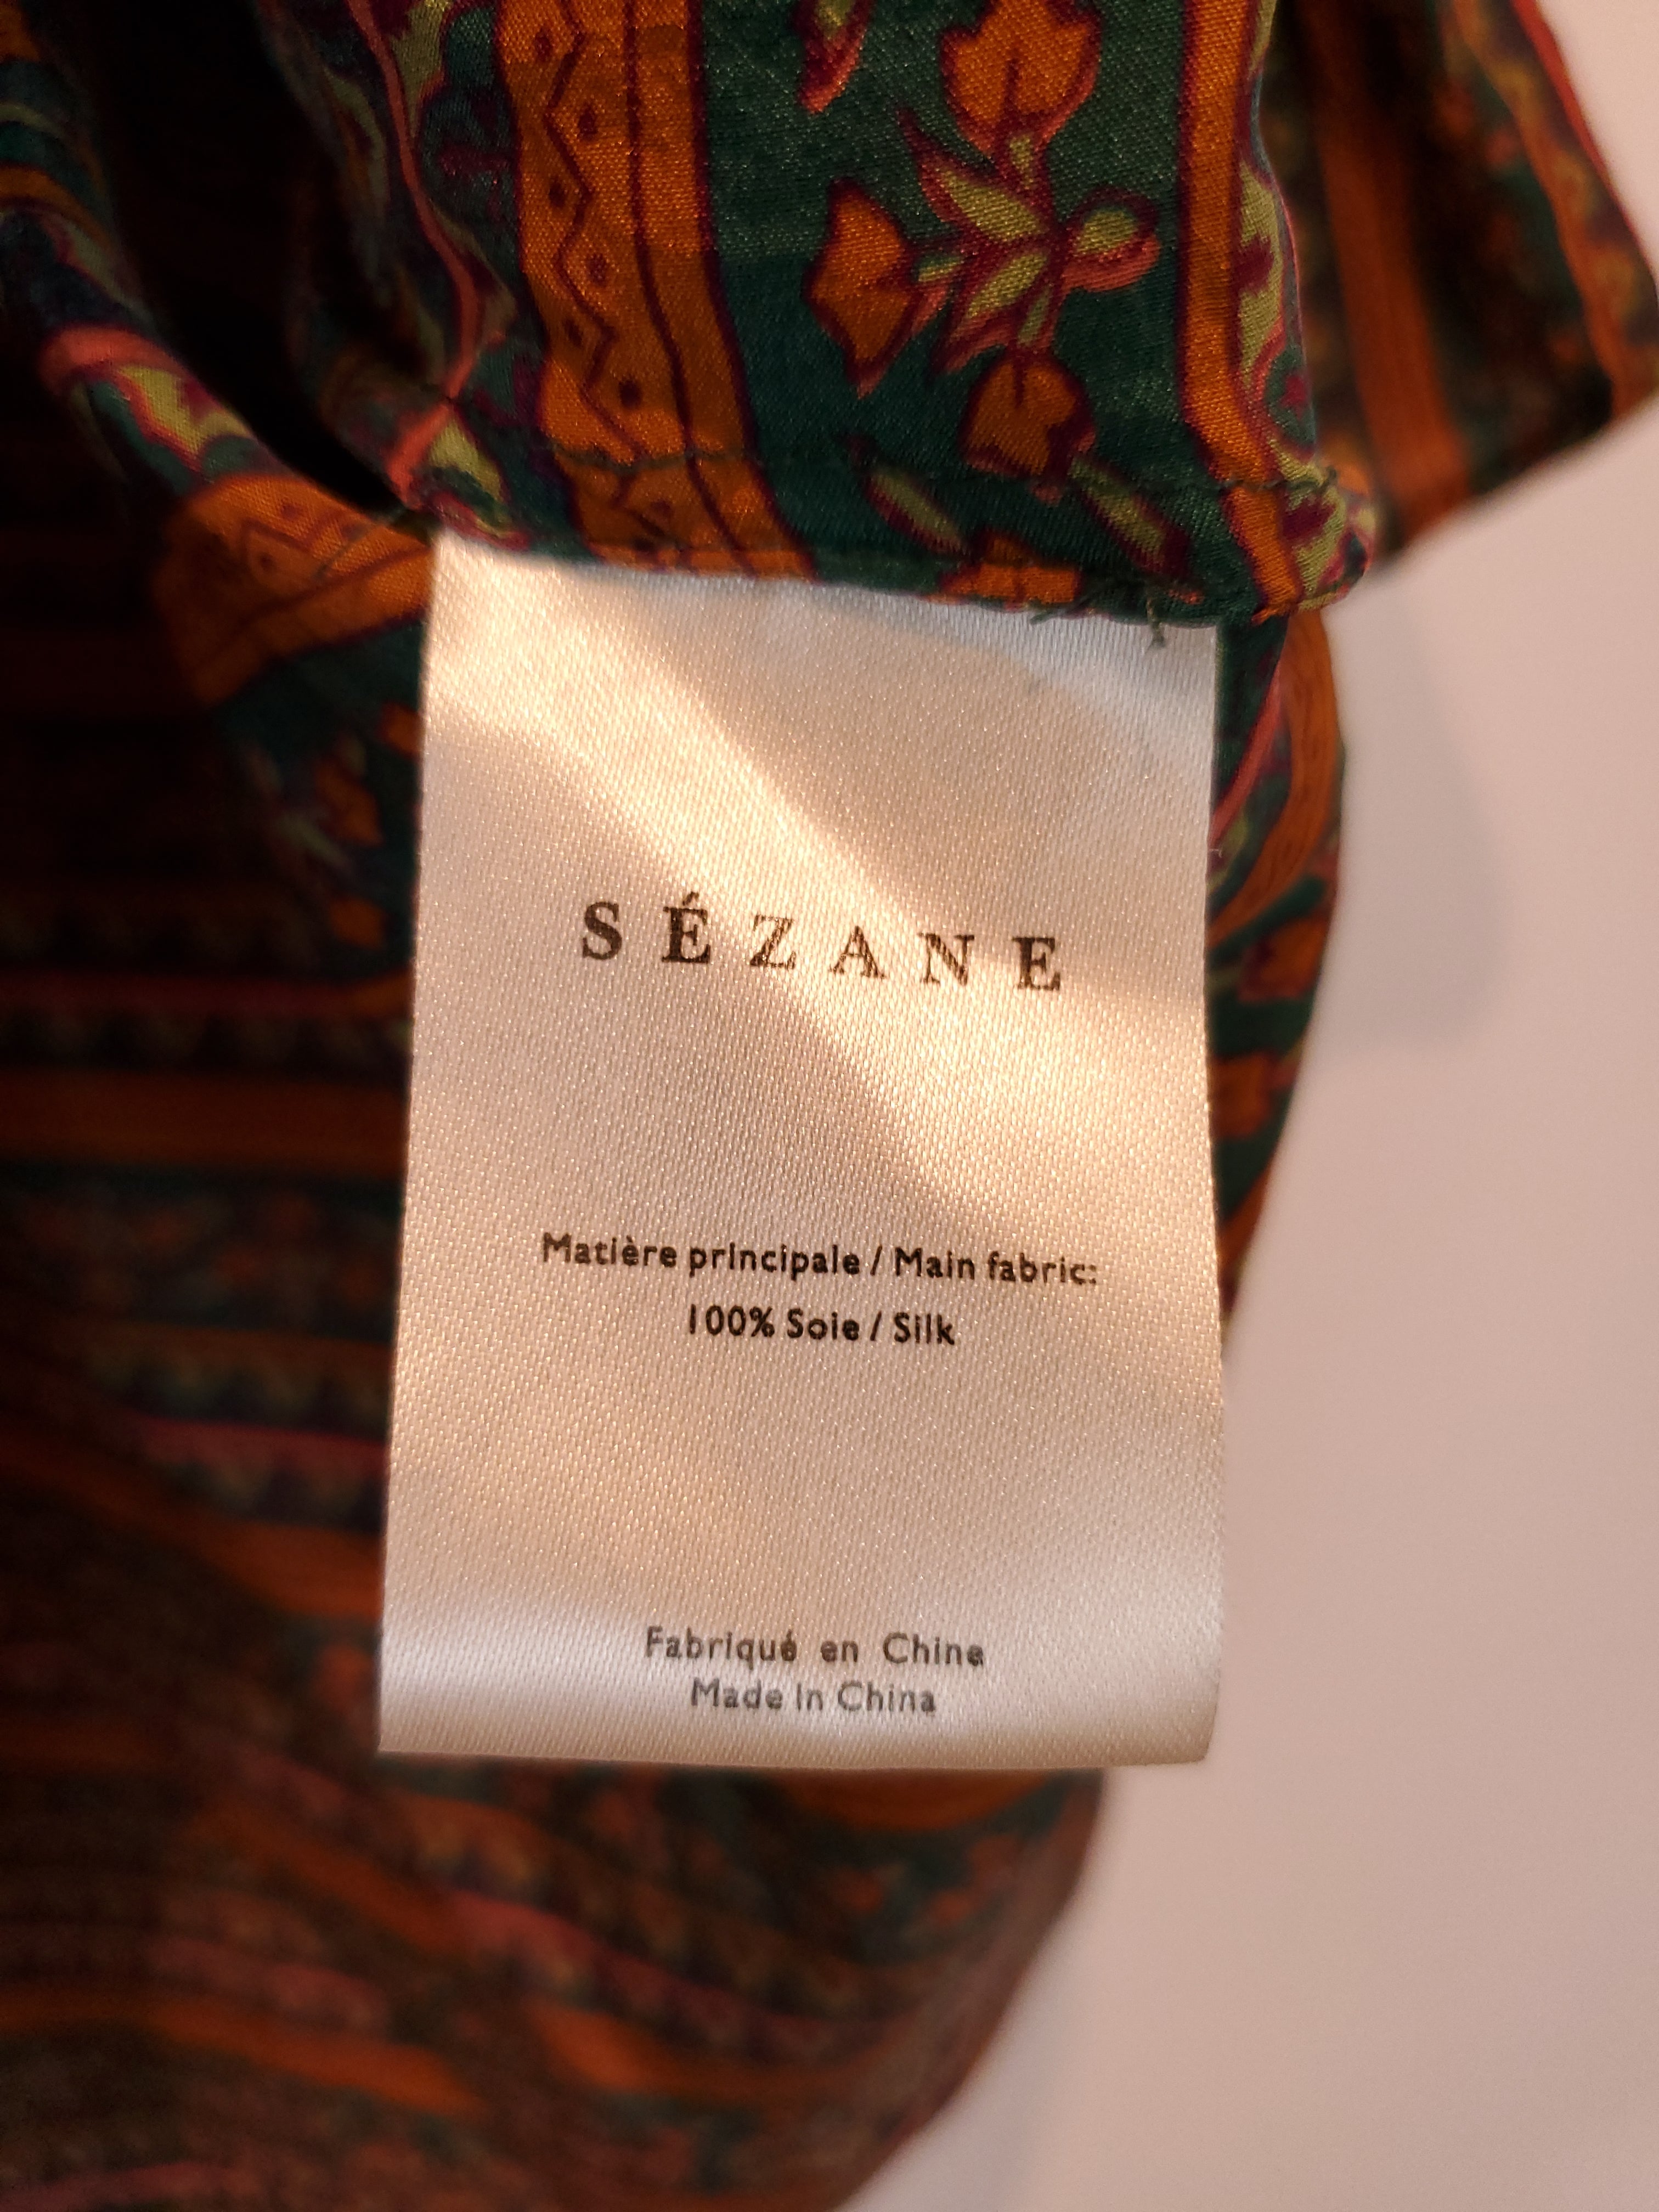 SÉZANE
Matière principale / Main fabric:
100% Soie / Silk
Fabriqué en Chine
Made In China